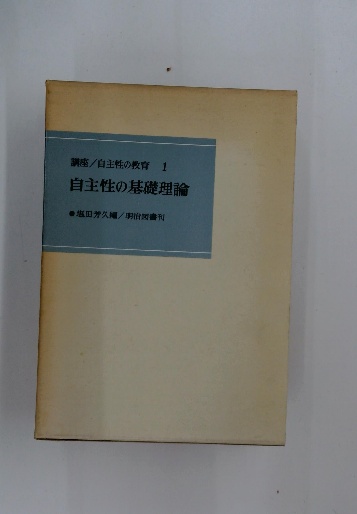 講座／自主性の教育 1
自主性の基礎理論
●塩田芳久編／明治図書刊